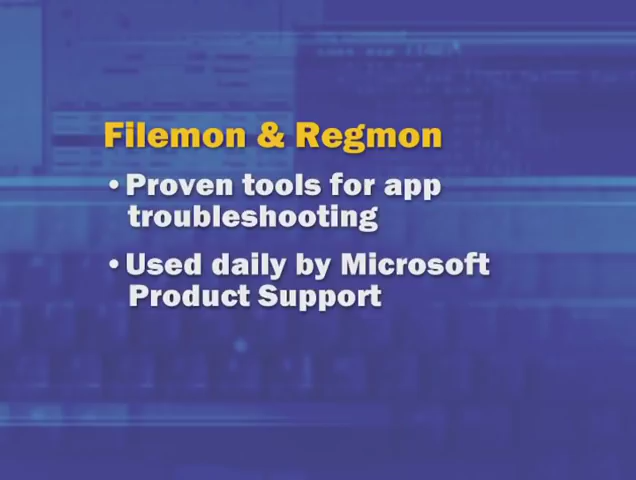 Filemon & Regmon
•Proven tools for app
troubleshooting
•Used daily by Microsoft
Product Support